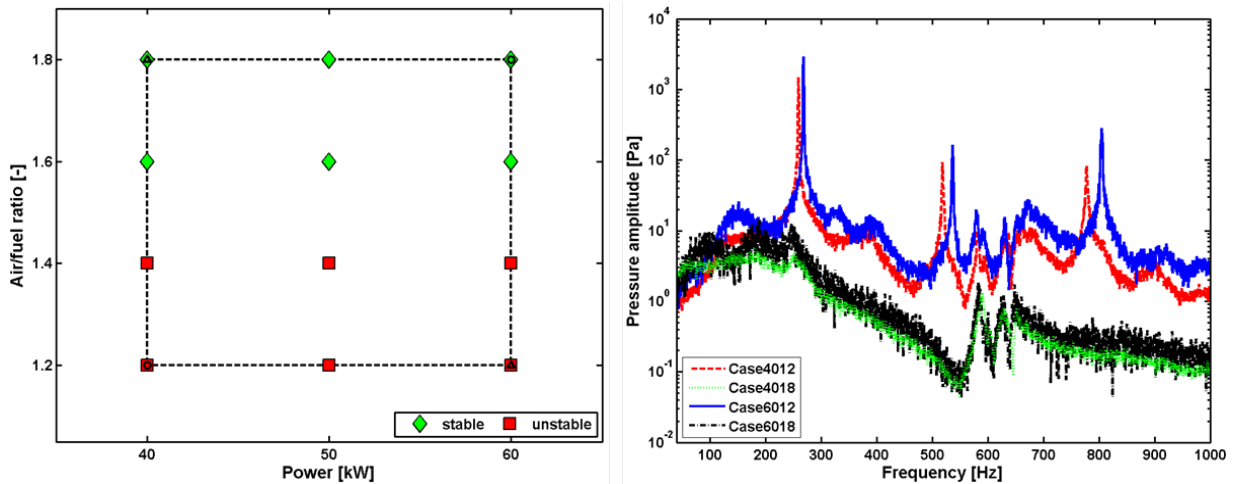 Air/fuel ratio [-]
1.8
1.6
1.4
1.2
40
50
60
Power [kW]
stable
unstable
Pressure amplitude [Pa]
10^4
10^3
10^2
10^1
10^0
10^-1
10^-2
Case4012
Case4018
Case6012
Case6018
100
200
300
400
500
600
700
800
900
1000
Frequency [Hz]